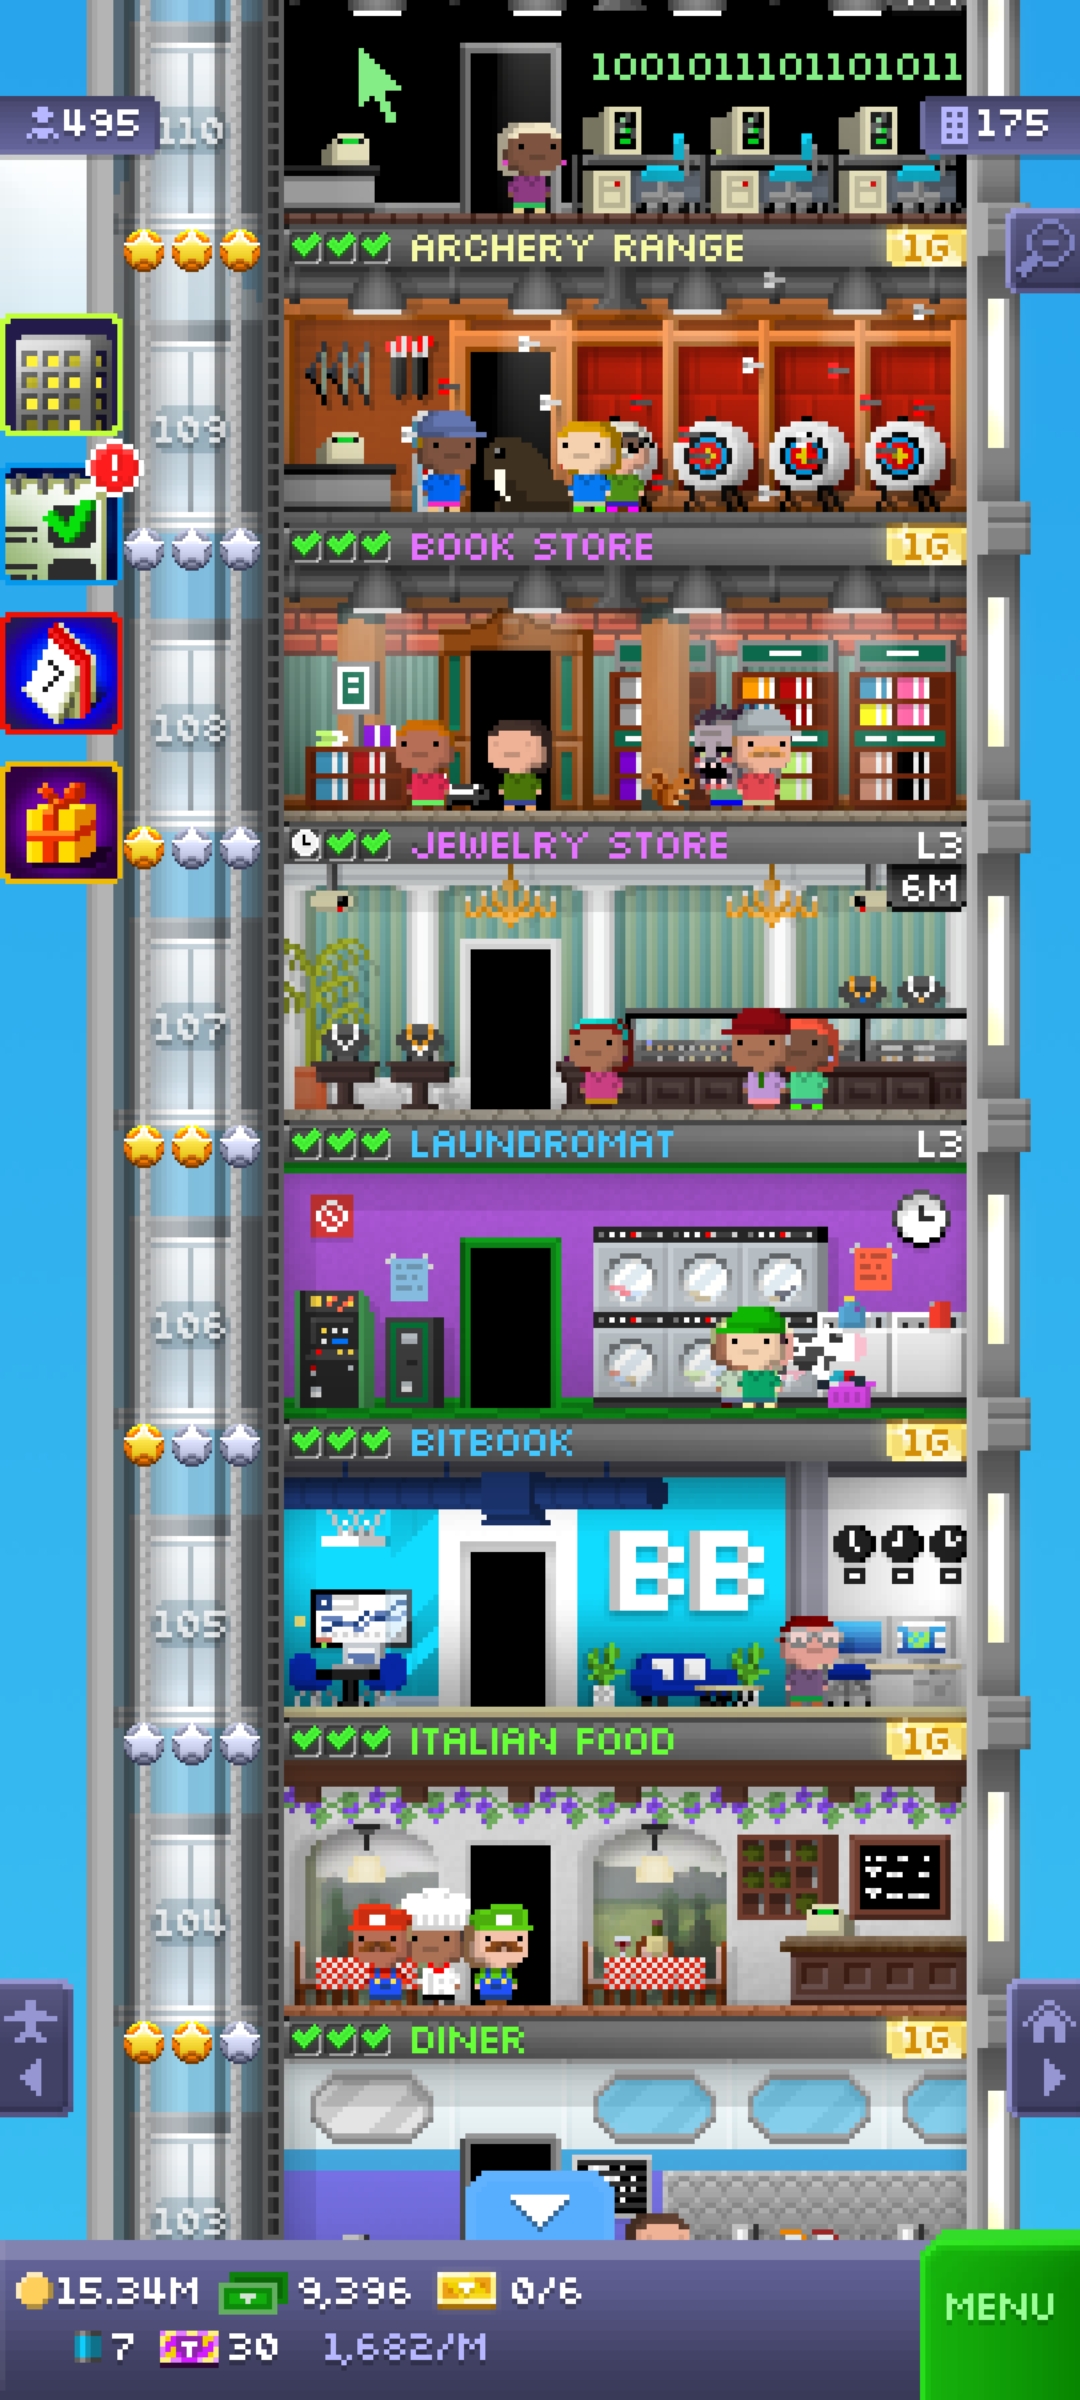 1001011101101011
495
110
175
ARCHERY RANGE 1G
109
BOOK STORE 1G
108
JEWELRY STORE L3
6M
107
LAUNDROMAT L3
106
BITBOOK 1G
BB
105
ITALIAN FOOD 1G
104
DINER 1G
103
15.34M 9,396 0/6
MENU
7 30 1,682/M